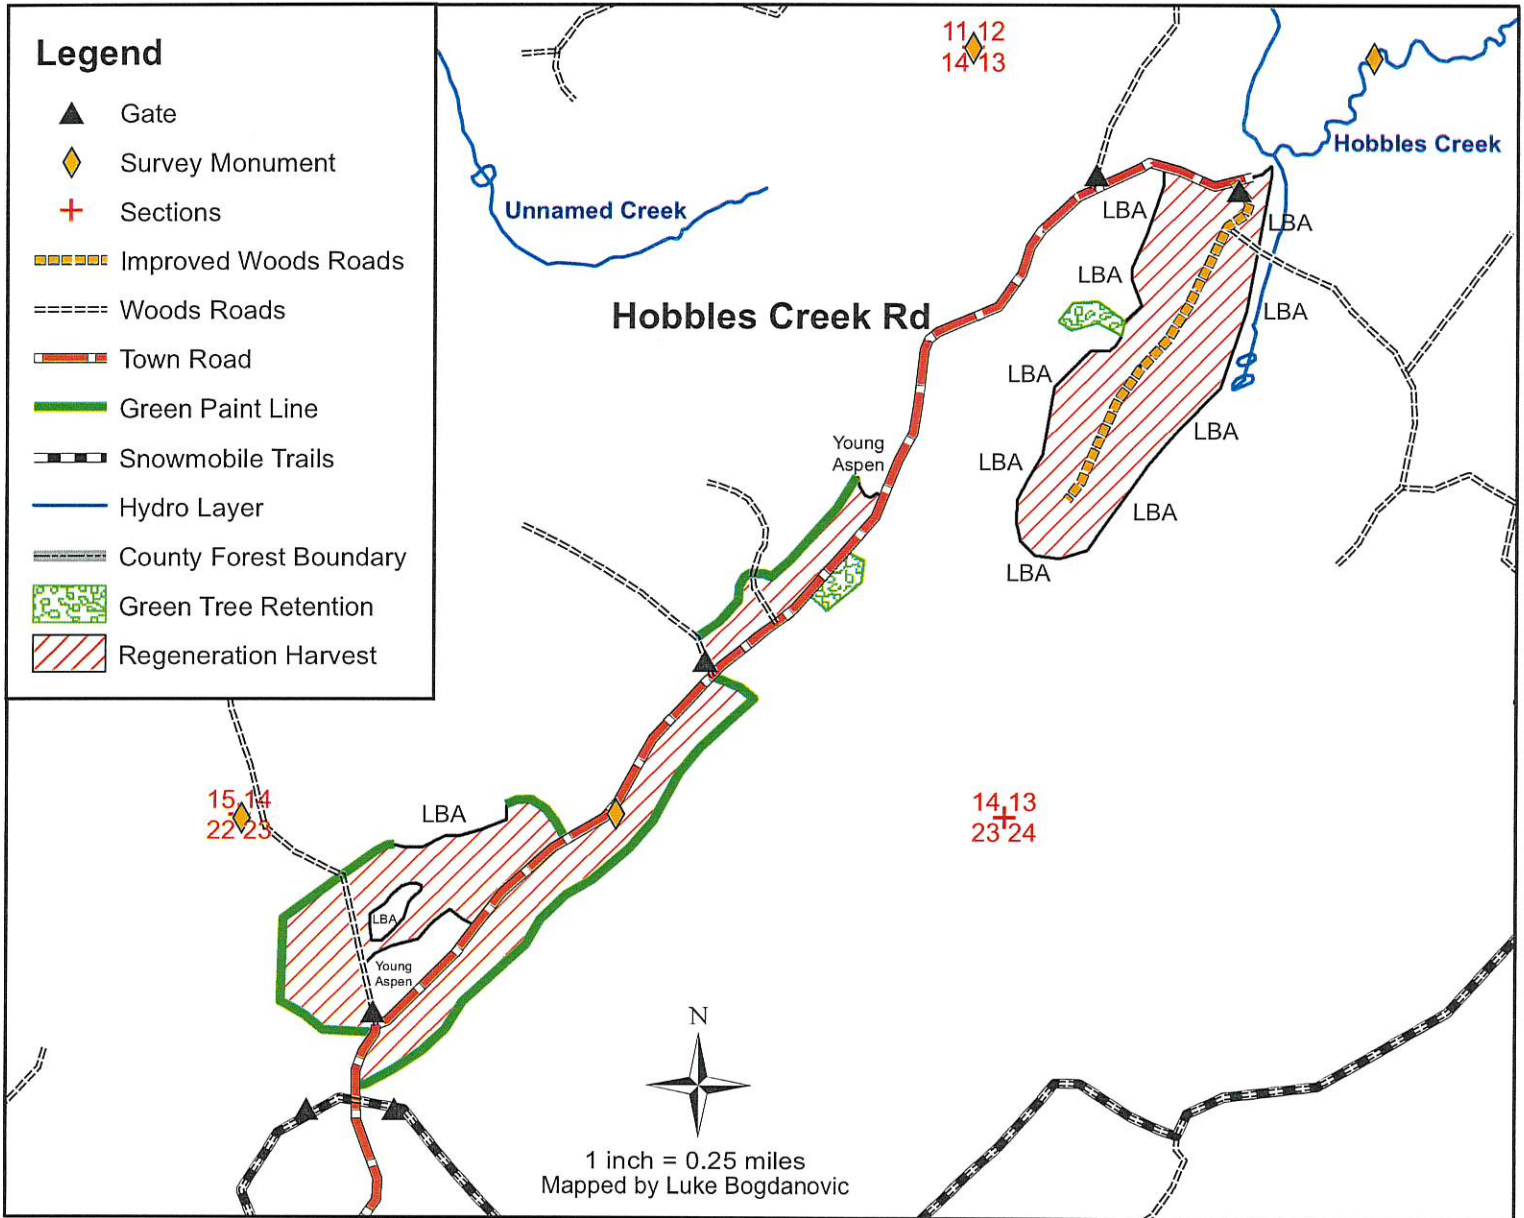 Legend
Gate
Survey Monument
Sections
Improved Woods Roads
Woods Roads
Town Road
Green Paint Line
Snowmobile Trails
Hydro Layer
County Forest Boundary
Green Tree Retention
Regeneration Harvest
11 12
14 13
Hobbles Creek
Unnamed Creek
LBA
LBA
LBA
Hobbles Creek Rd
LBA
LBA
LBA
Young
Aspen
LBA
LBA
LBA
LBA
15 14
22 23
LBA
14 13
23 24
LBA
Young
Aspen
N
1 inch = 0.25 miles
Mapped by Luke Bogdanovic